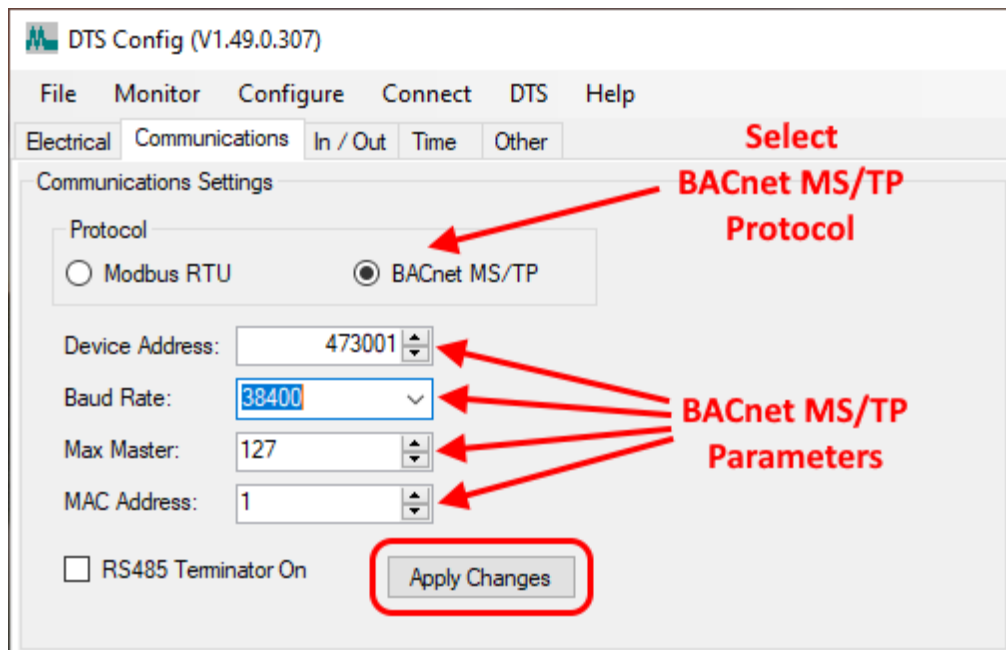 DTS Config (V1.49.0.307)
File Monitor Configure Connect DTS Help
Electrical Communications In / Out Time Other
Select
BACnet MS/TP
Protocol
Communications Settings
Protocol
Modbus RTU BACnet MS/TP
Device Address: 473001
Baud Rate: 38400
Max Master: 127
MAC Address: 1
BACnet MS/TP
Parameters
RS485 Terminator On
Apply Changes